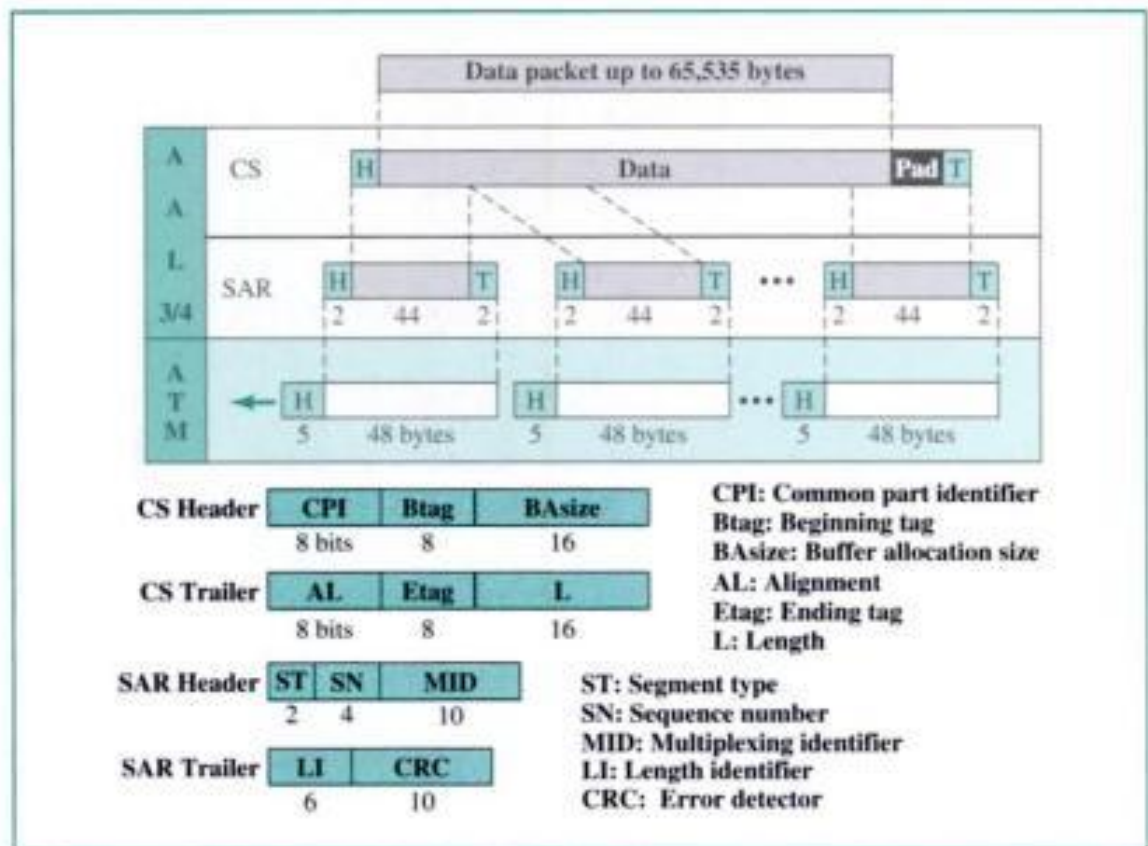 Data packet up to 65,535 bytes
A
A
L
3/4
CS
H Data Pad T
SAR
H T H T ••• H T
2 44 2 2 44 2 2 44 2
A
T
M
H H ••• H
5 48 bytes 5 48 bytes 5 48 bytes
CS Header CPI Btag BAsize
8 bits 8 16
CS Trailer AL Etag L
8 bits 8 16
CPI: Common part identifier
Btag: Beginning tag
BAsize: Buffer allocation size
AL: Alignment
Etag: Ending tag
L: Length
SAR Header ST SN MID
2 4 10
SAR Trailer LI CRC
6 10
ST: Segment type
SN: Sequence number
MID: Multiplexing identifier
LI: Length identifier
CRC: Error detector